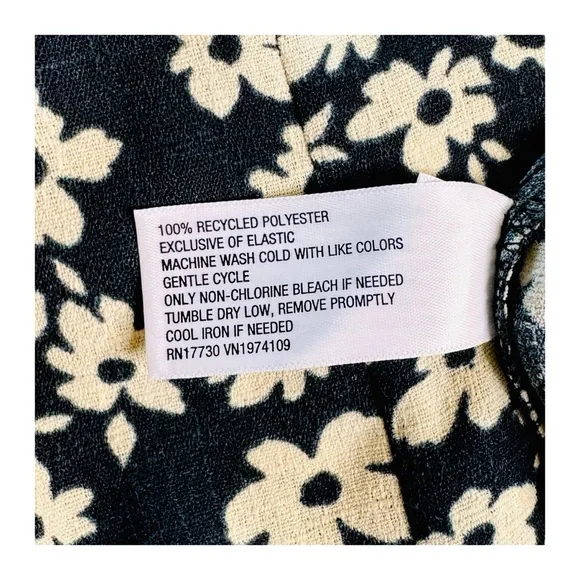 100% RECYCLED POLYESTER
EXCLUSIVE OF ELASTIC
MACHINE WASH COLD WITH LIKE COLORS
GENTLE CYCLE
ONLY NON-CHLORINE BLEACH IF NEEDED
TUMBLE DRY LOW, REMOVE PROMPTLY
COOL IRON IF NEEDED
RN17730 VN1974109